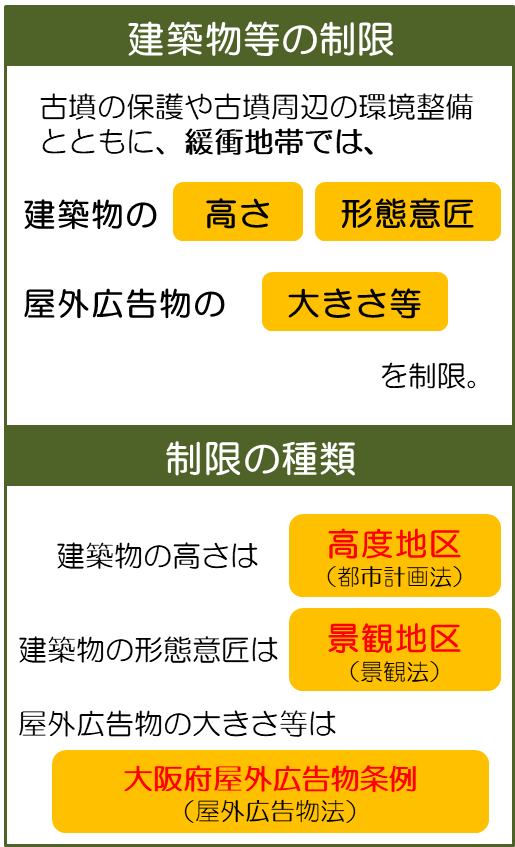 建築物等の制限
古墳の保護や古墳周辺の環境整備
とともに、緩衝地帯では、
建築物の 高さ 形態意匠
屋外広告物の 大きさ等
を制限。
制限の種類
建築物の高さは 高度地区
（都市計画法）
建築物の形態意匠は 景観地区
（景観法）
屋外広告物の大きさ等は
大阪府屋外広告物条例
（屋外広告物法）